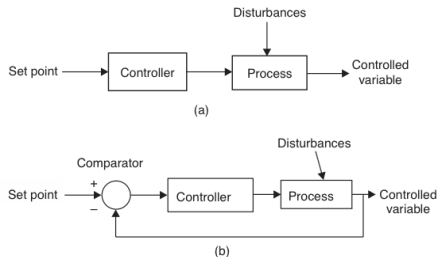 Disturbances
Set point
Controller
Process
Controlled
variable
(a)
Disturbances
Comparator
Set point
+
−
Controller
Process
Controlled
variable
(b)